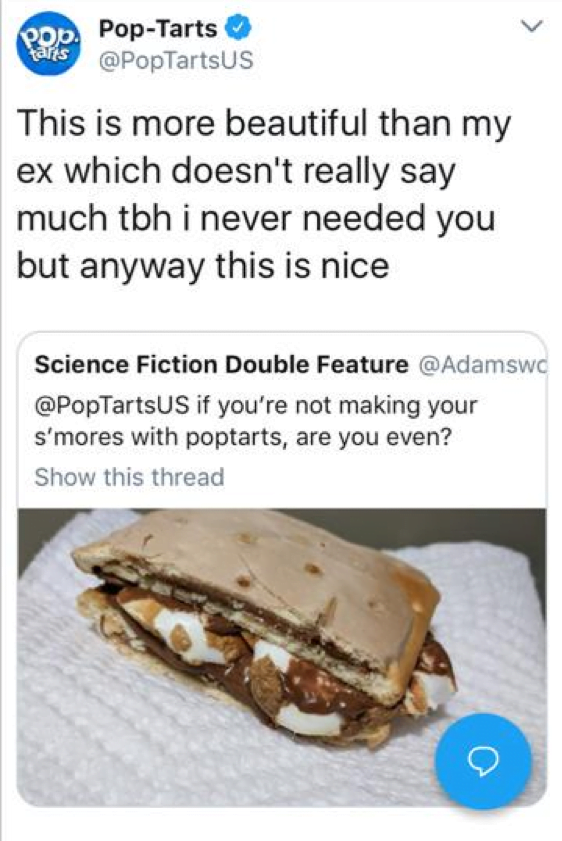 POP.
tarts
Pop-Tarts
@PopTartsUS
This is more beautiful than my
ex which doesn't really say
much tbh i never needed you
but anyway this is nice
Science Fiction Double Feature @Adamswo
@PopTartsUS if you’re not making your
s’mores with poptarts, are you even?
Show this thread